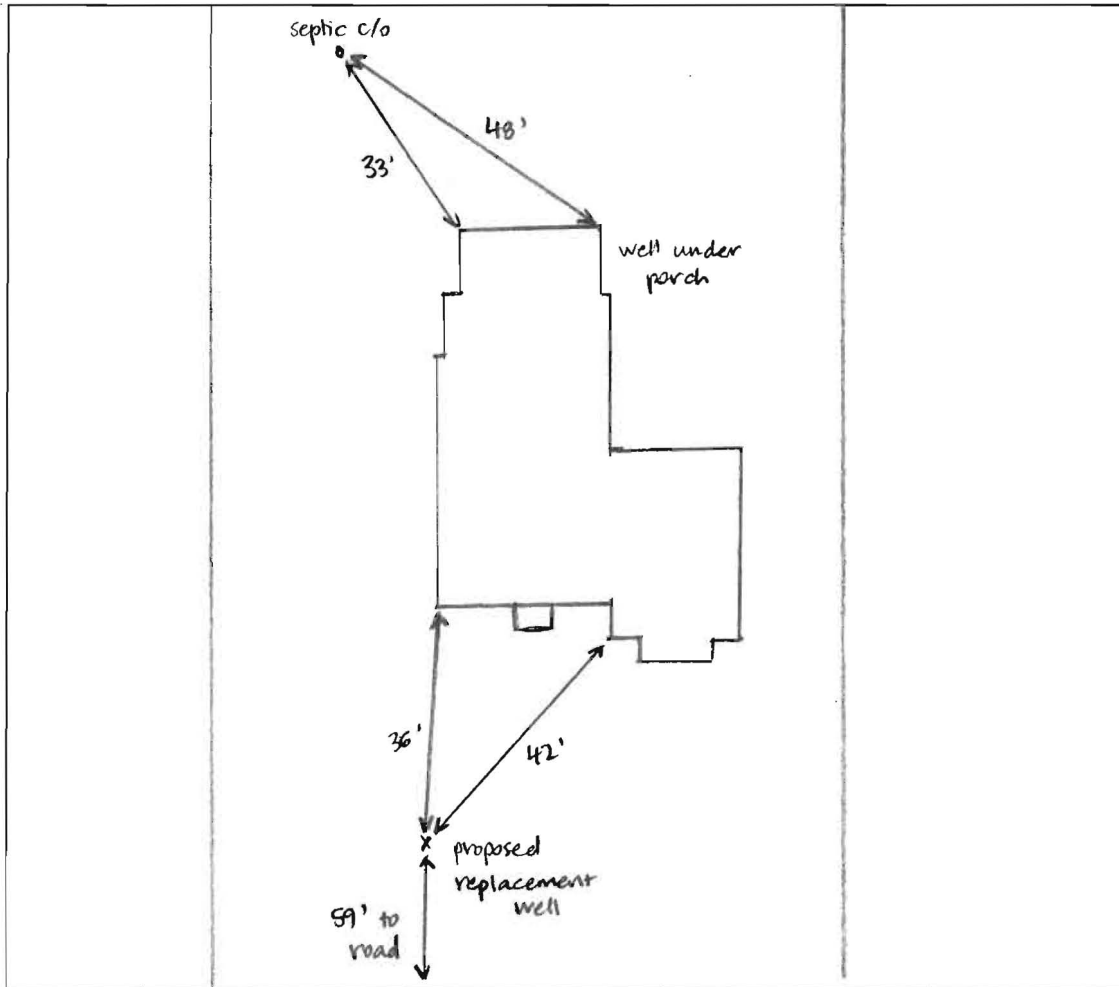 septic c/o
48'
33'
well under
porch
36'
42'
proposed
replacement
well
59' to
road